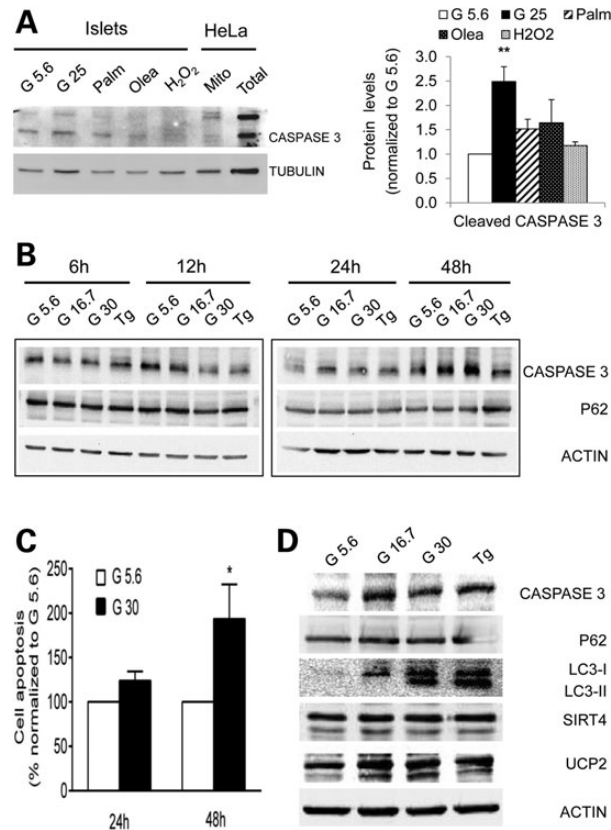 A
Islets
HeLa
G 5.6
G 25
Palm
Olea
H2O2
Mito
Total
CASPASE 3
TUBULIN
G 5.6
G 25
Palm
Olea
H2O2
Protein levels
(normalized to G 5.6)
3.0
2.5
2.0
1.5
1.0
0.5
0.0
**
Cleaved CASPASE 3
B
6h
12h
24h
48h
G 5.6
G 16.7
G 30
Tg
G 5.6
G 16.7
G 30
Tg
G 5.6
G 16.7
G 30
Tg
G 5.6
G 16.7
G 30
Tg
CASPASE 3
P62
ACTIN
C
Cell apoptosis
(% normalized to G 5.6)
250
200
150
100
50
0
G 5.6
G 30
*
24h
48h
D
G 5.6
G 16.7
G 30
Tg
CASPASE 3
P62
LC3-I
LC3-II
SIRT4
UCP2
ACTIN